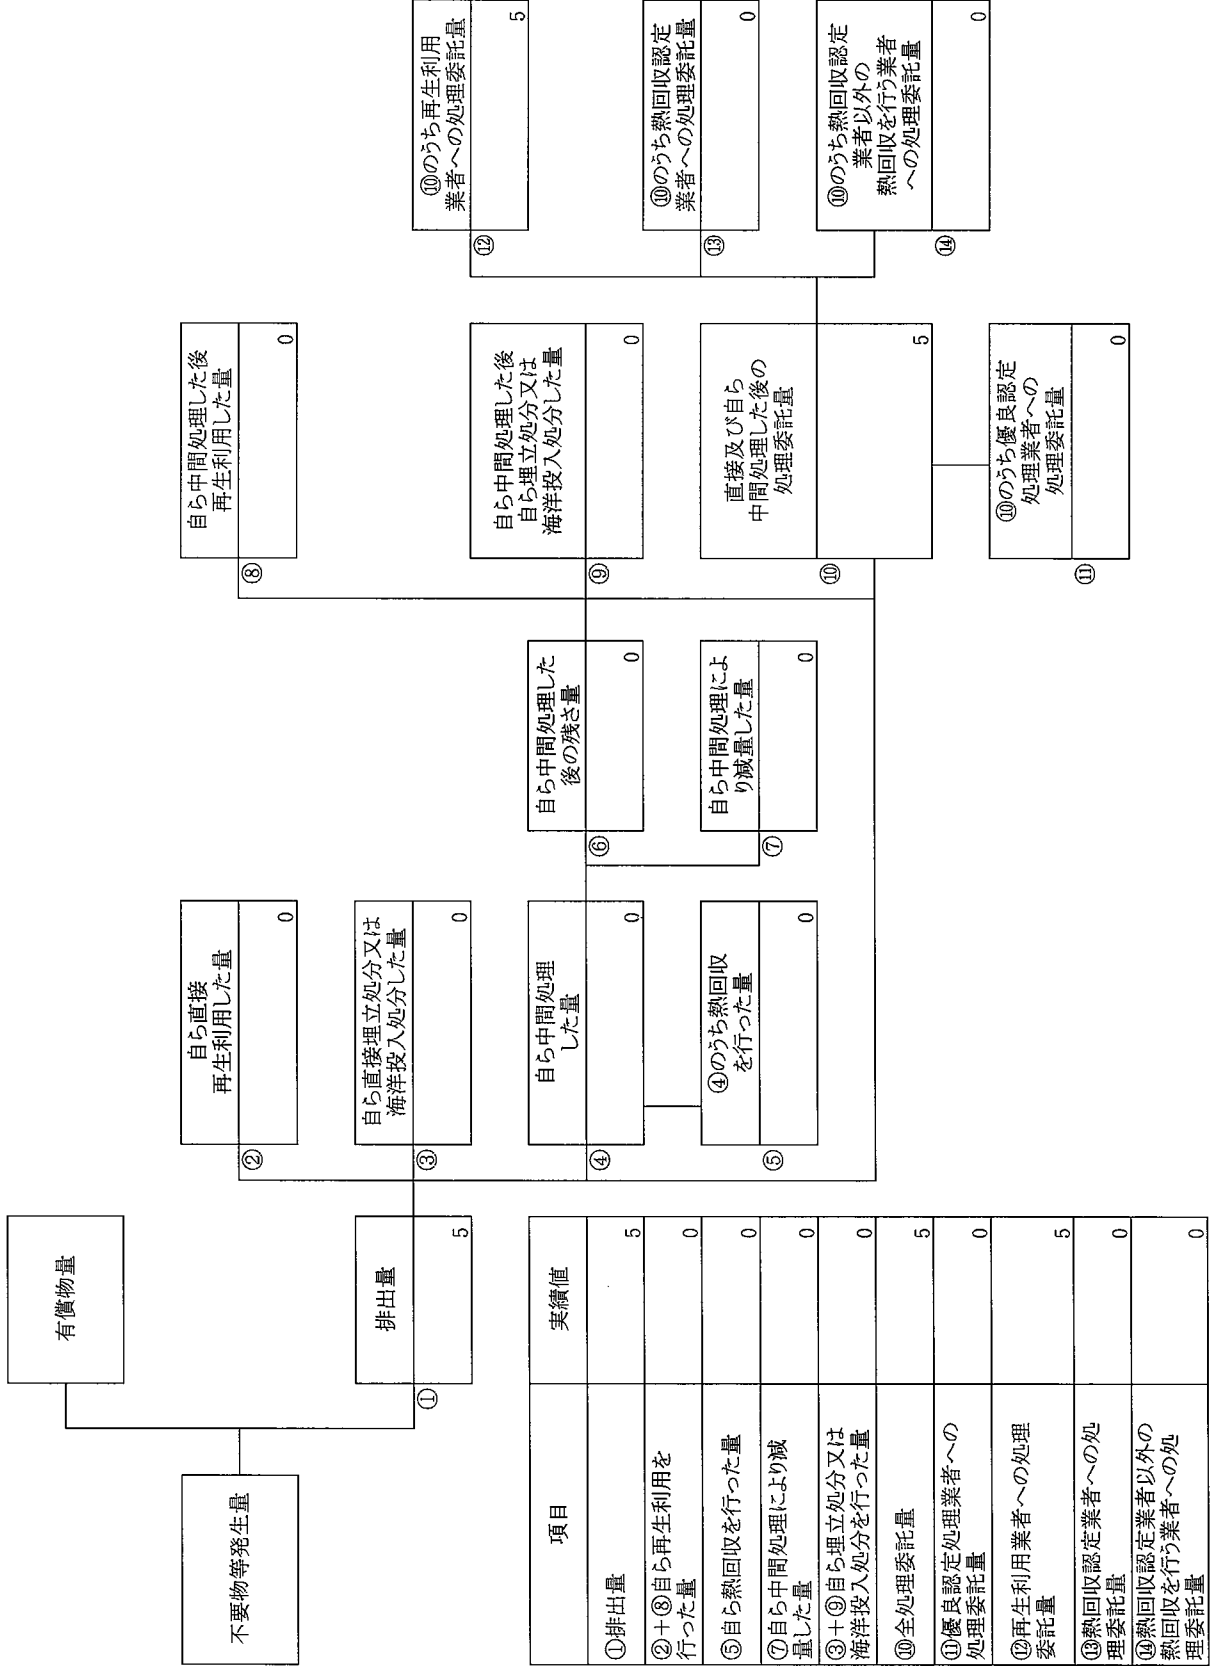 不要物等発生量
有償物量
①
排出量
5
②
自ら直接
再生利用した量
0
③
自ら直接埋立処分又は
海洋投入処分した量
0
④
自ら中間処理
した量
0
⑤
④のうち熱回収
を行った量
0
⑥
自ら中間処理した
後の残さ量
0
⑦
自ら中間処理によ
り減量した量
0
⑧
自ら中間処理した後
再生利用した量
0
⑨
自ら中間処理した後
自ら埋立処分又は
海洋投入処分した量
0
⑩
直接及び自ら
中間処理した後の
処理委託量
5
⑪
⑩のうち優良認定
処理業者への
処理委託量
0
⑫
⑩のうち再生利用
業者への処理委託量
5
⑬
⑩のうち熱回収認定
業者への処理委託量
0
⑭
⑩のうち熱回収認定
業者以外の
熱回収を行う業者
への処理委託量
0
項目 実績値
①排出量 5
②+⑧自ら再生利用を
行った量 0
⑤自ら熱回収を行った量 0
⑦自ら中間処理により減
量した量 0
③+⑨自ら埋立処分又は
海洋投入処分を行った量 0
⑩全処理委託量 5
⑪優良認定処理業者への
処理委託量 0
⑫再生利用業者への処理
委託量 5
⑬熱回収認定業者への処
理委託量 0
⑭熱回収認定業者以外の
熱回収を行う業者への処
理委託量 0